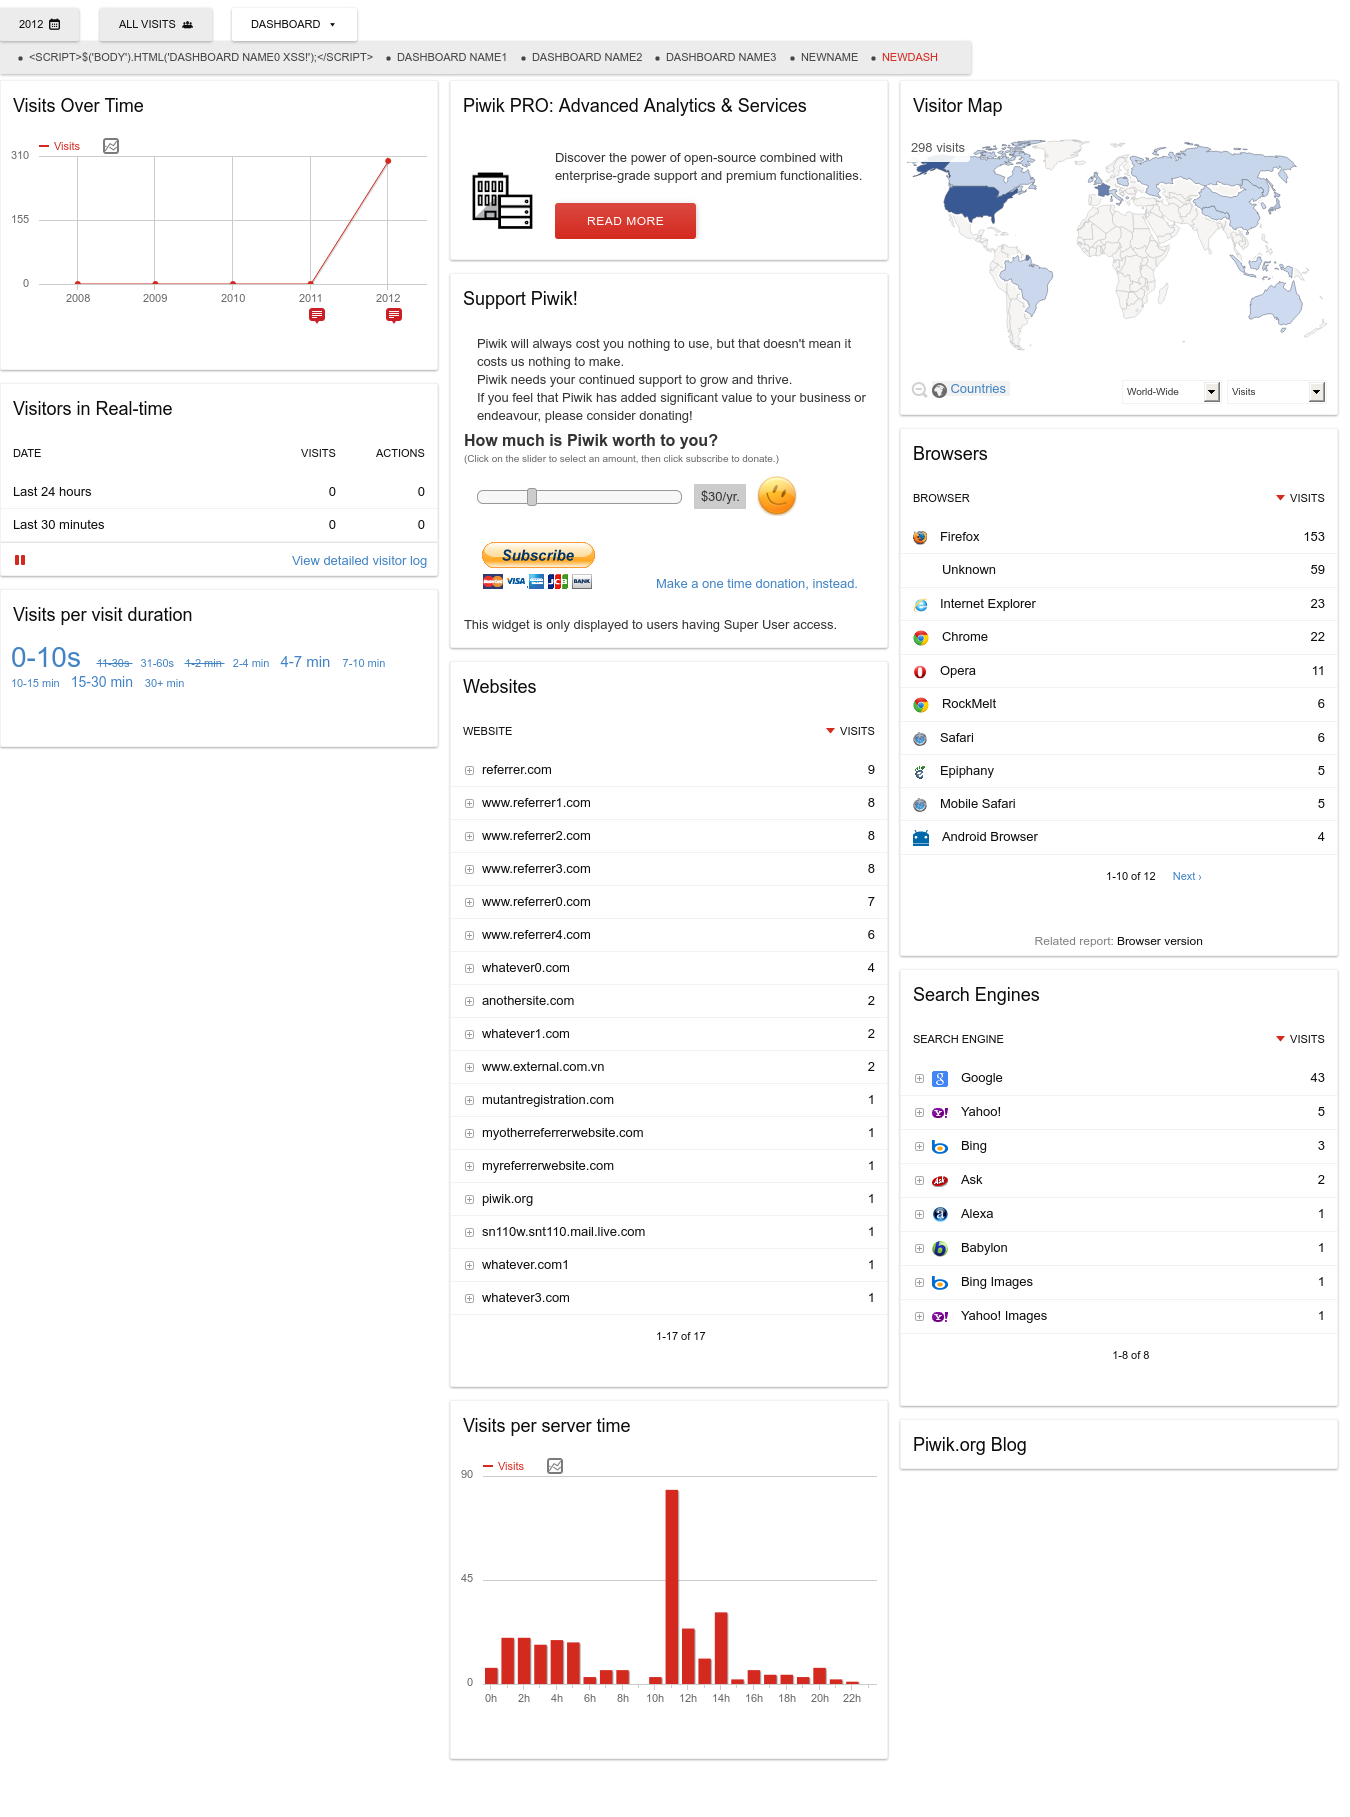 2012
ALL VISITS
DASHBOARD
<SCRIPT>$('BODY').HTML('DASHBOARD NAME0 XSS!');</SCRIPT>
DASHBOARD NAME1
DASHBOARD NAME2
DASHBOARD NAME3
NEWNAME
NEWDASH
Visits Over Time
Visits
310
155
0
2008 2009 2010 2011 2012
Visitors in Real-time
DATE VISITS ACTIONS
Last 24 hours 0 0
Last 30 minutes 0 0
View detailed visitor log
Visits per visit duration
0-10s 11-30s 31-60s 1-2 min 2-4 min 4-7 min 7-10 min
10-15 min 15-30 min 30+ min
Piwik PRO: Advanced Analytics & Services
Discover the power of open-source combined with
enterprise-grade support and premium functionalities.
READ MORE
Support Piwik!
Piwik will always cost you nothing to use, but that doesn't mean it
costs us nothing to make.
Piwik needs your continued support to grow and thrive.
If you feel that Piwik has added significant value to your business or
endeavour, please consider donating!
How much is Piwik worth to you?
(Click on the slider to select an amount, then click subscribe to donate.)
$30/yr.
Subscribe
VISA
JCB
BANK
Make a one time donation, instead.
This widget is only displayed to users having Super User access.
Websites
WEBSITE VISITS
referrer.com 9
www.referrer1.com 8
www.referrer2.com 8
www.referrer3.com 8
www.referrer0.com 7
www.referrer4.com 6
whatever0.com 4
anothersite.com 2
whatever1.com 2
www.external.com.vn 2
mutantregistration.com 1
myotherreferrerwebsite.com 1
myreferrerwebsite.com 1
piwik.org 1
sn110w.snt110.mail.live.com 1
whatever.com1 1
whatever3.com 1
1-17 of 17
Visits per server time
Visits
90
45
0
0h 2h 4h 6h 8h 10h 12h 14h 16h 18h 20h 22h
Visitor Map
298 visits
Countries
World-Wide
Visits
Browsers
BROWSER VISITS
Firefox 153
Unknown 59
Internet Explorer 23
Chrome 22
Opera 11
RockMelt 6
Safari 6
Epiphany 5
Mobile Safari 5
Android Browser 4
1-10 of 12 Next ›
Related report: Browser version
Search Engines
SEARCH ENGINE VISITS
Google 43
Yahoo! 5
Bing 3
Ask 2
Alexa 1
Babylon 1
Bing Images 1
Yahoo! Images 1
1-8 of 8
Piwik.org Blog